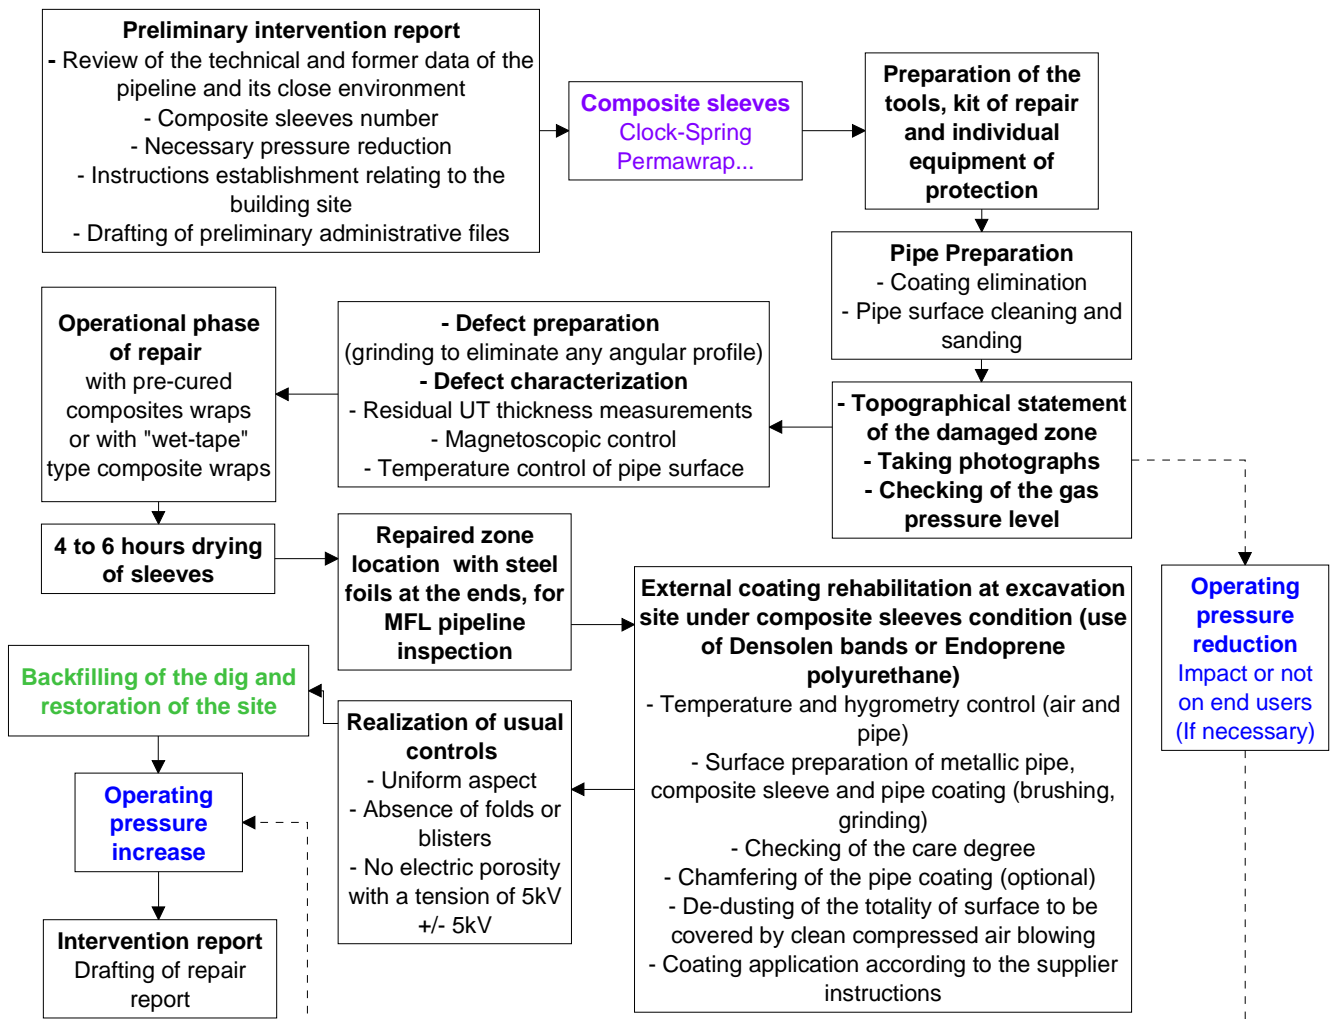 Preliminary intervention report
- Review of the technical and former data of the
pipeline and its close environment
- Composite sleeves number
- Necessary pressure reduction
- Instructions establishment relating to the
building site
- Drafting of preliminary administrative files
Composite sleeves
Clock-Spring
Permawrap...
Preparation of the
tools, kit of repair
and individual
equipment of
protection
Pipe Preparation
- Coating elimination
- Pipe surface cleaning and
sanding
- Topographical statement
of the damaged zone
- Taking photographs
- Checking of the gas
pressure level
- Defect preparation
(grinding to eliminate any angular profile)
- Defect characterization
- Residual UT thickness measurements
- Magnetoscopic control
- Temperature control of pipe surface
Operational phase
of repair
with pre-cured
composites wraps
or with "wet-tape"
type composite wraps
4 to 6 hours drying
of sleeves
Repaired zone
location with steel
foils at the ends, for
MFL pipeline
inspection
External coating rehabilitation at excavation
site under composite sleeves condition (use
of Densolen bands or Endoprene
polyurethane)
- Temperature and hygrometry control (air and
pipe)
- Surface preparation of metallic pipe,
composite sleeve and pipe coating (brushing,
grinding)
- Checking of the care degree
- Chamfering of the pipe coating (optional)
- De-dusting of the totality of surface to be
covered by clean compressed air blowing
- Coating application according to the supplier
instructions
Operating
pressure
reduction
Impact or not
on end users
(If necessary)
Realization of usual
controls
- Uniform aspect
- Absence of folds or
blisters
- No electric porosity
with a tension of 5kV
+/- 5kV
Backfilling of the dig and
restoration of the site
Operating
pressure
increase
Intervention report
Drafting of repair
report